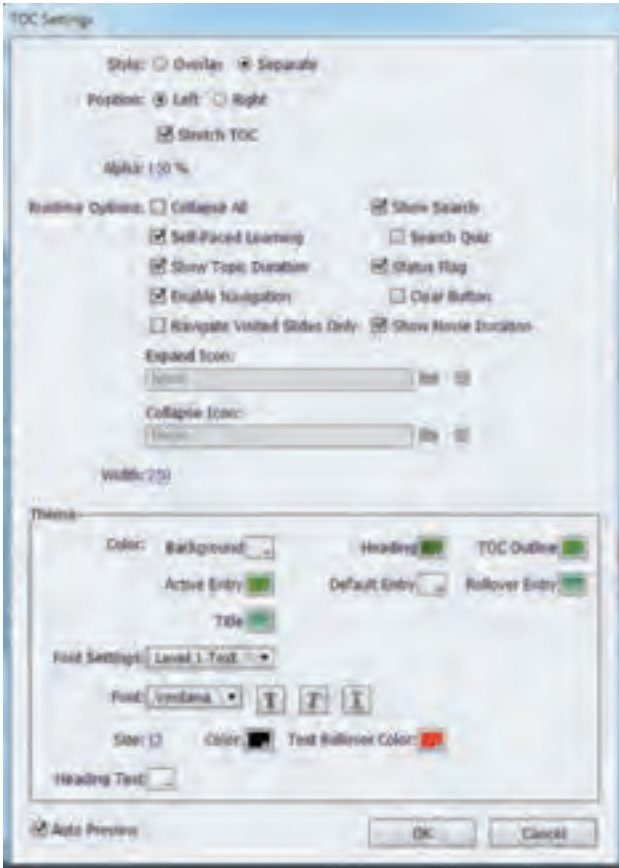 TOC Settings
Style: Overlay Separate
Position: Left Right
Stretch TOC
Alpha: 100 %
Runtime Options: Collapse All Show Search
Self-Paced Learning Search Quiz
Show Topic Duration Status Flag
Enable Navigation Clear Button
Navigate Visited Slides Only Show Movie Duration
Expand Icon:
Collapse Icon:
Width: 250
Theme
Color: Background Heading TOC Outline
Active Entry Default Entry Rollover Entry
Title
Font Settings: Level 1 Text
Font: Verdana T T T
Size: Color: Text Rollover Color:
Heading Text
Auto Preview OK Cancel